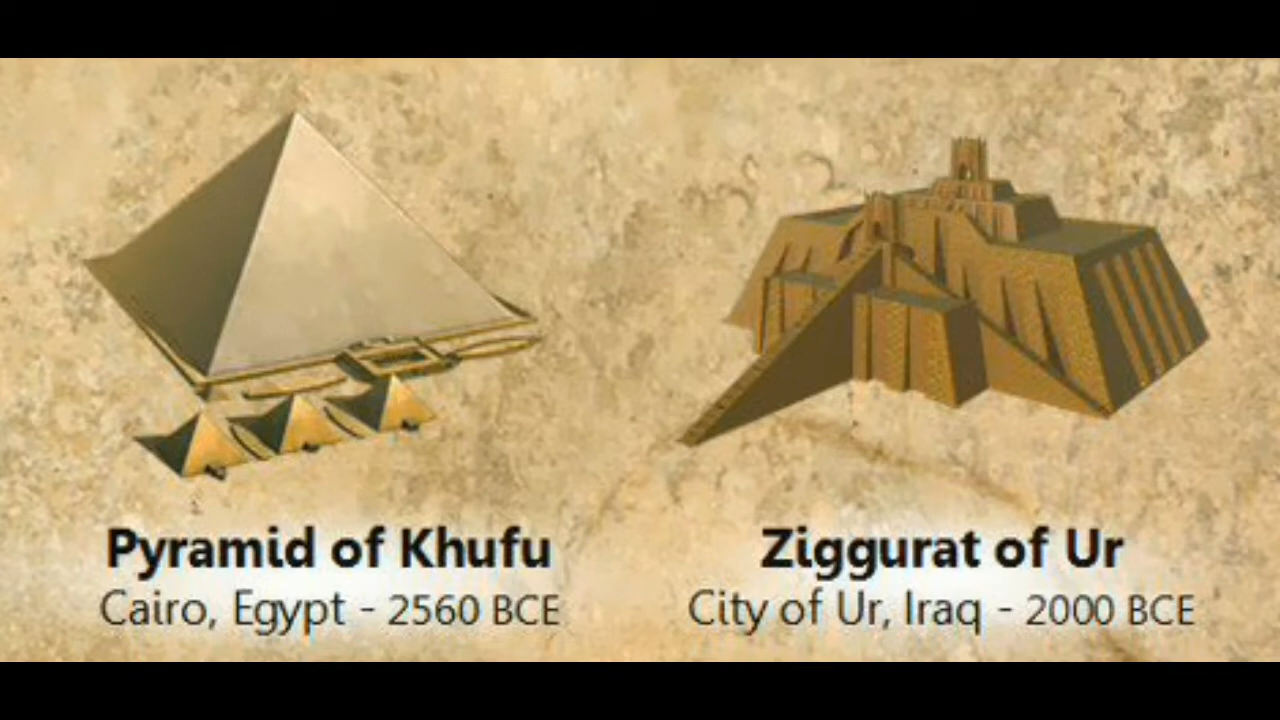 Pyramid of Khufu
Cairo, Egypt - 2560 BCE
Ziggurat of Ur
City of Ur, Iraq - 2000 BCE